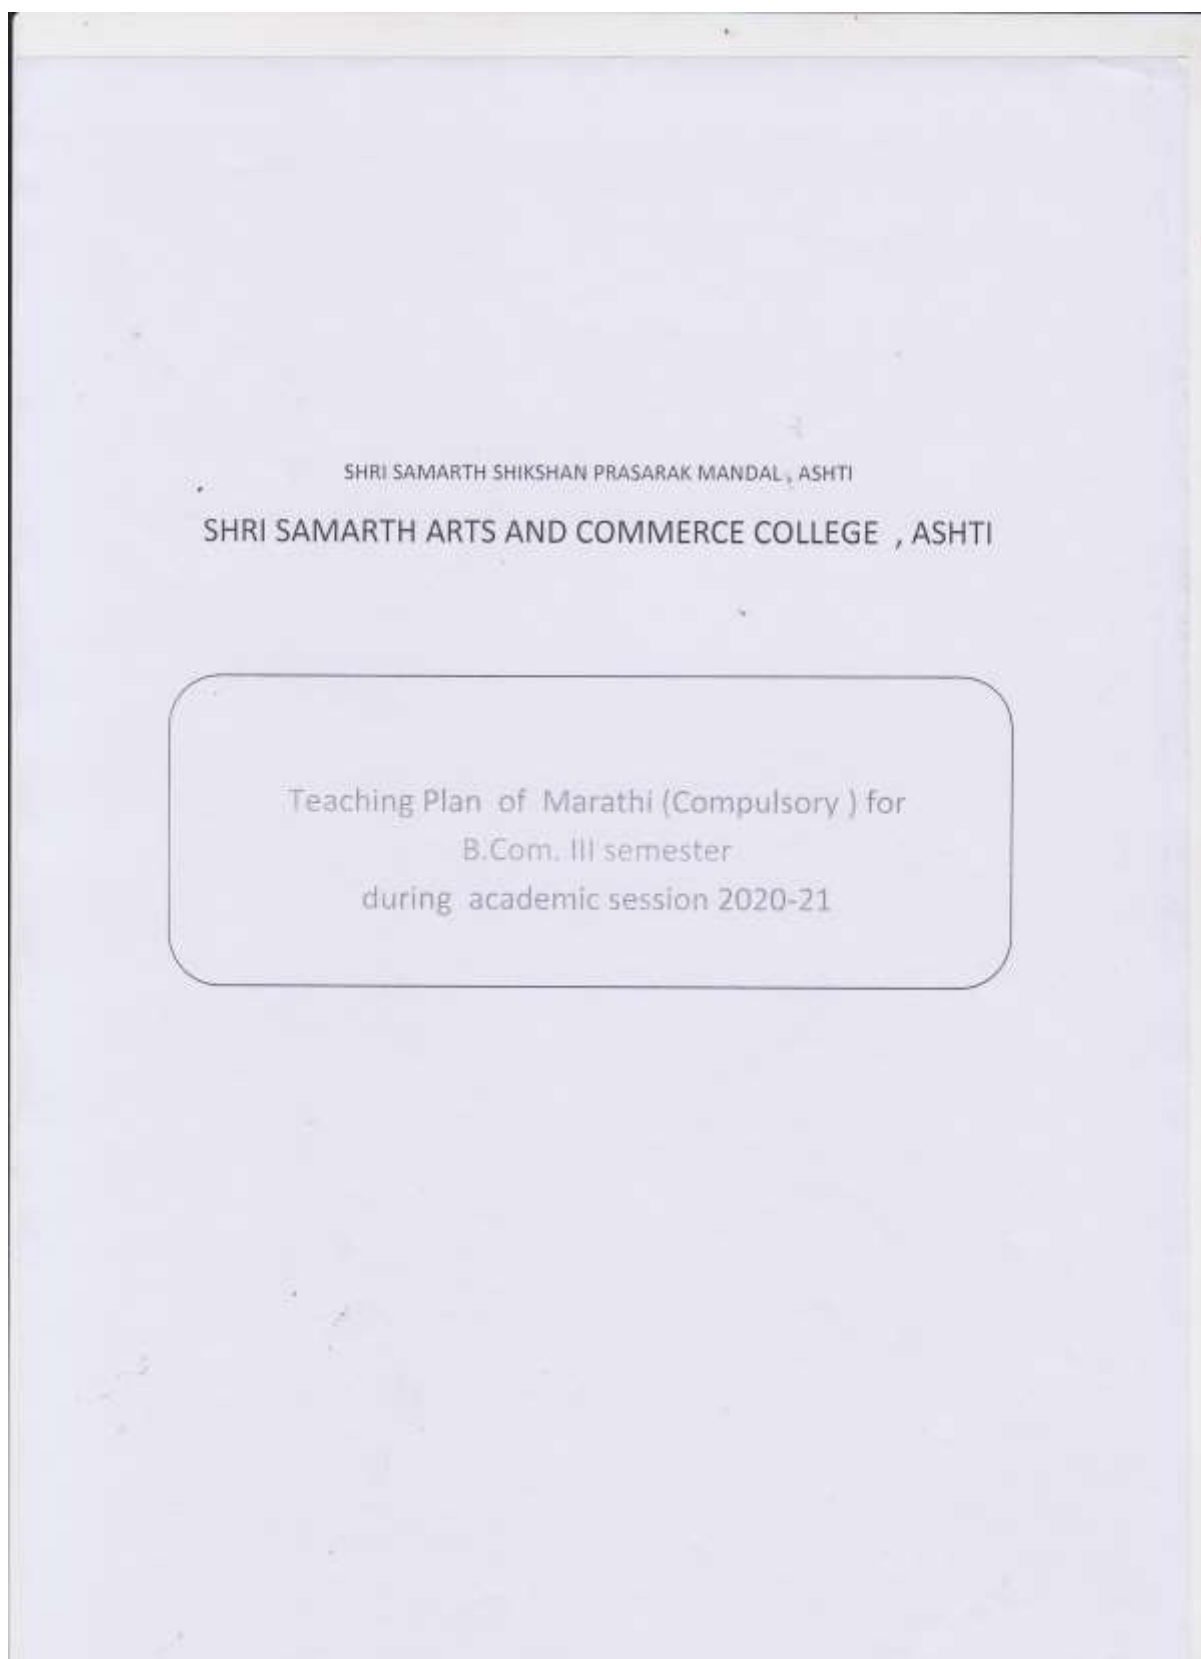 SHRI SAMARTH SHIKSHAN PRASARAK MANDAL , ASHTI
SHRI SAMARTH ARTS AND COMMERCE COLLEGE , ASHTI
Teaching Plan of Marathi (Compulsory ) for
B.Com. III semester
during academic session 2020-21